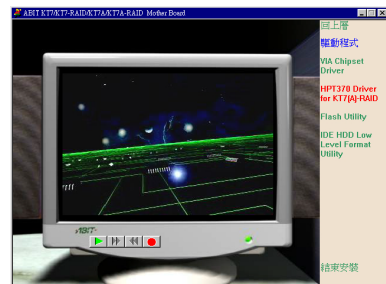 ABIT KT7/KT7-RAID/KT7A/KT7A-RAID Mother Board
回上層
驅動程式
VIA Chipset
Driver
HPT370 Driver
for KT7(A)-RAID
Flash Utility
IDE HDD Low
Level Format
Utility
ABIT
結束安裝